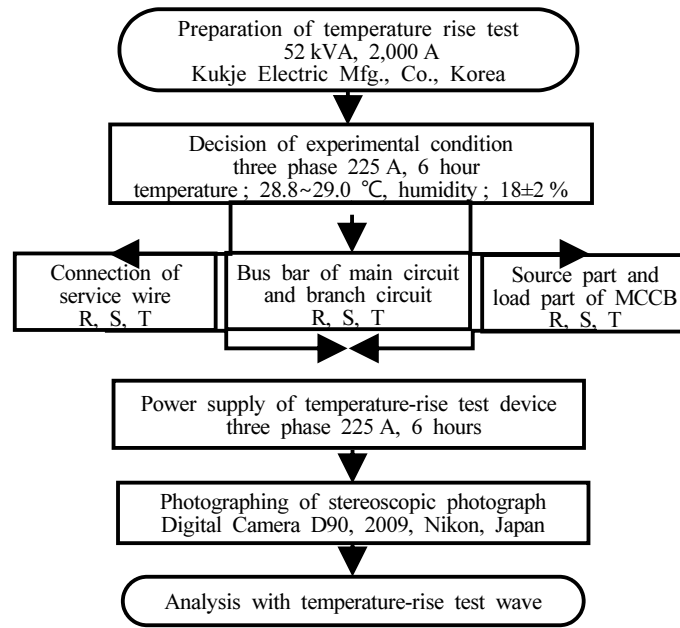 Preparation of temperature rise test
52 kVA, 2,000 A
Kukje Electric Mfg., Co., Korea
Decision of experimental condition
three phase 225 A, 6 hour
temperature ; 28.8~29.0 ℃, humidity ; 18±2 %
Connection of
service wire
R, S, T
Bus bar of main circuit
and branch circuit
R, S, T
Source part and
load part of MCCB
R, S, T
Power supply of temperature-rise test device
three phase 225 A, 6 hours
Photographing of stereoscopic photograph
Digital Camera D90, 2009, Nikon, Japan
Analysis with temperature-rise test wave